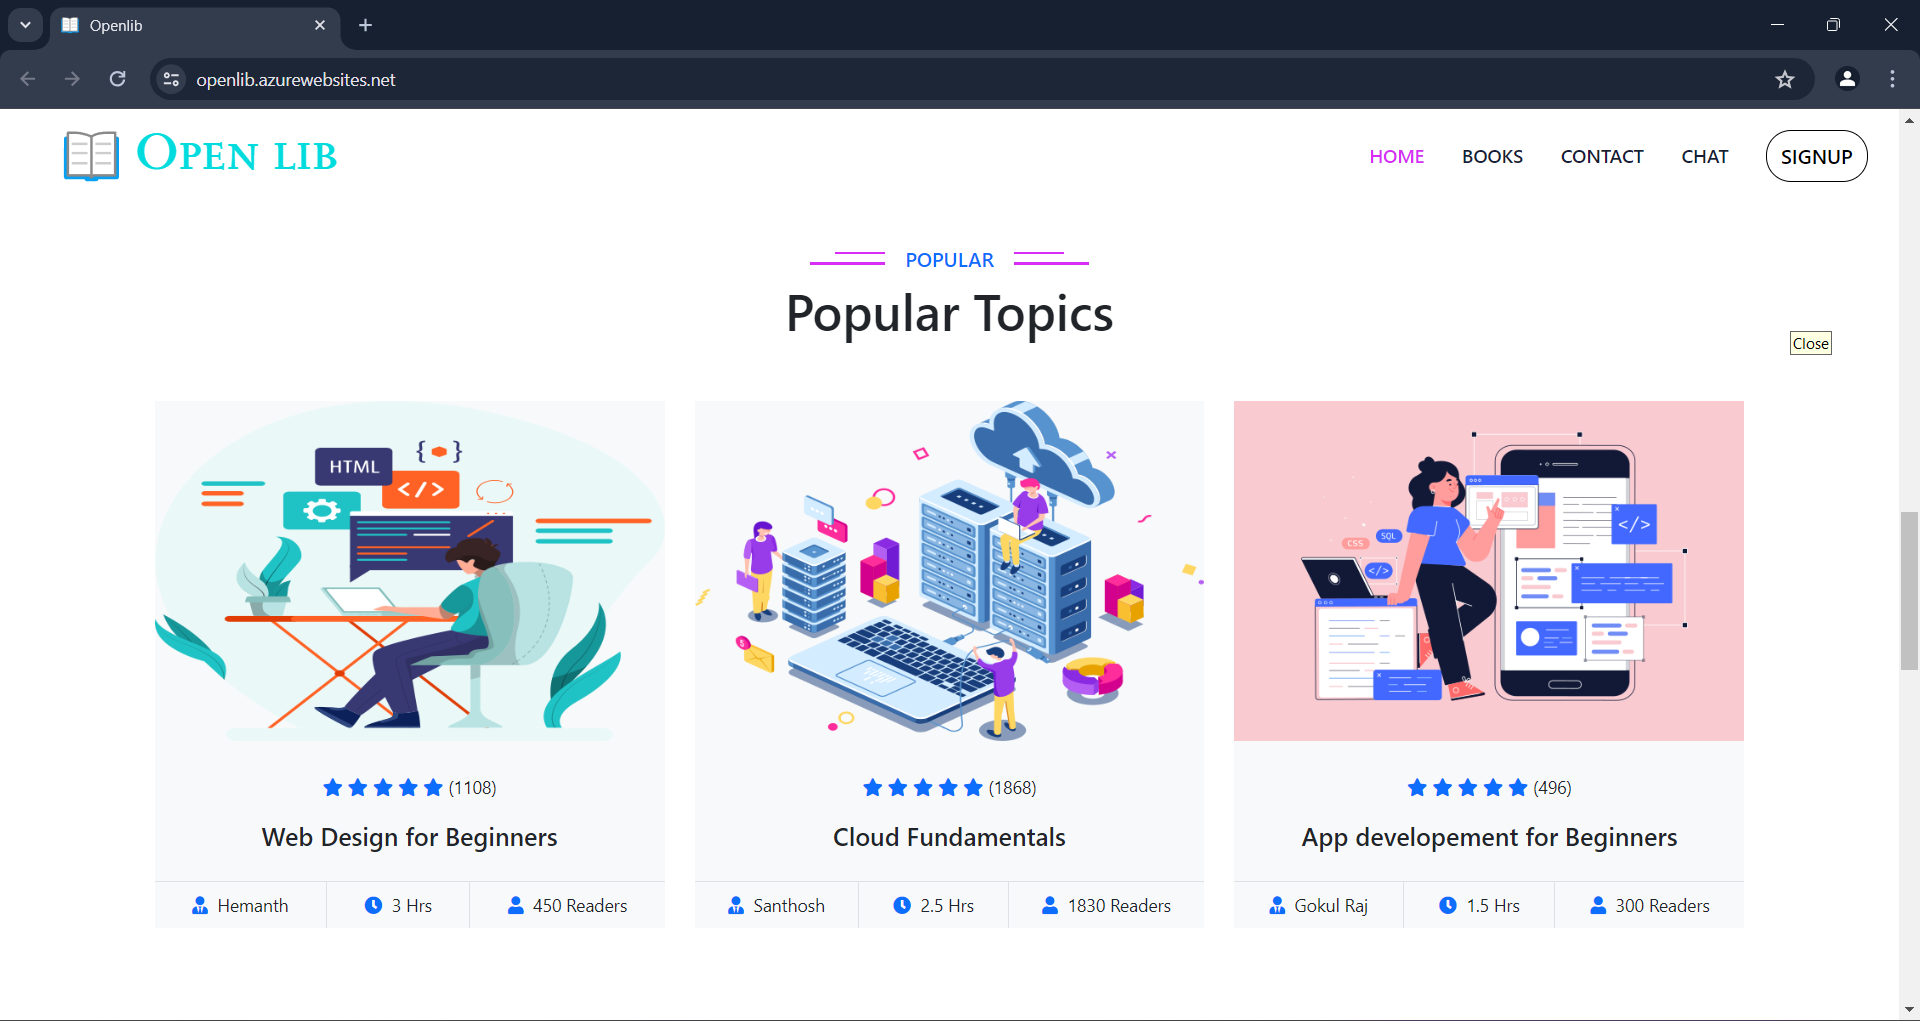 Openlib
openlib.azurewebsites.net
OPEN LIB
HOME BOOKS CONTACT CHAT SIGNUP
POPULAR
Popular Topics
Close
HTML
{ }
</>
CSS
SQL
</>
</>
(1108)
Web Design for Beginners
Hemanth 3 Hrs 450 Readers
(1868)
Cloud Fundamentals
Santhosh 2.5 Hrs 1830 Readers
(496)
App developement for Beginners
Gokul Raj 1.5 Hrs 300 Readers